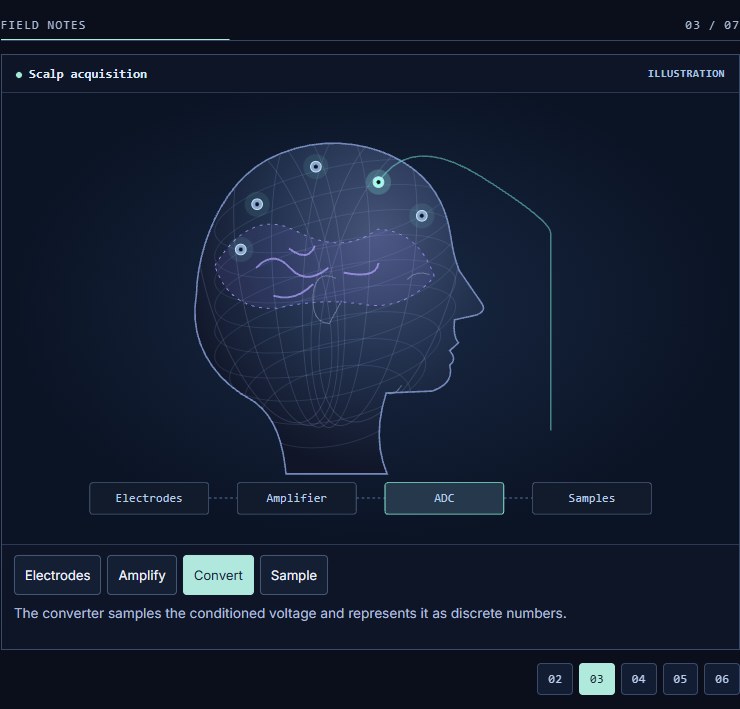 FIELD NOTES
03 / 07
Scalp acquisition
ILLUSTRATION
Electrodes
Amplifier
ADC
Samples
Electrodes
Amplify
Convert
Sample
The converter samples the conditioned voltage and represents it as discrete numbers.
02
03
04
05
06